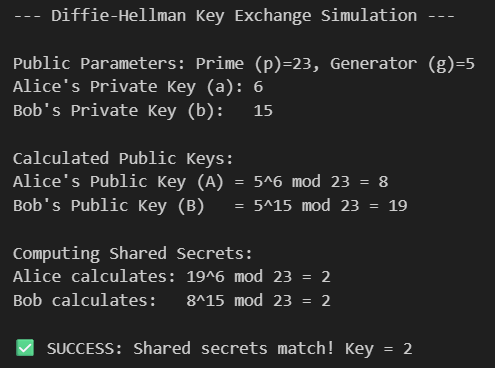 --- Diffie-Hellman Key Exchange Simulation ---
Public Parameters: Prime (p)=23, Generator (g)=5
Alice's Private Key (a): 6
Bob's Private Key (b):   15
Calculated Public Keys:
Alice's Public Key (A) = 5^6 mod 23 = 8
Bob's Public Key (B)   = 5^15 mod 23 = 19
Computing Shared Secrets:
Alice calculates: 19^6 mod 23 = 2
Bob calculates:   8^15 mod 23 = 2
✅ SUCCESS: Shared secrets match! Key = 2